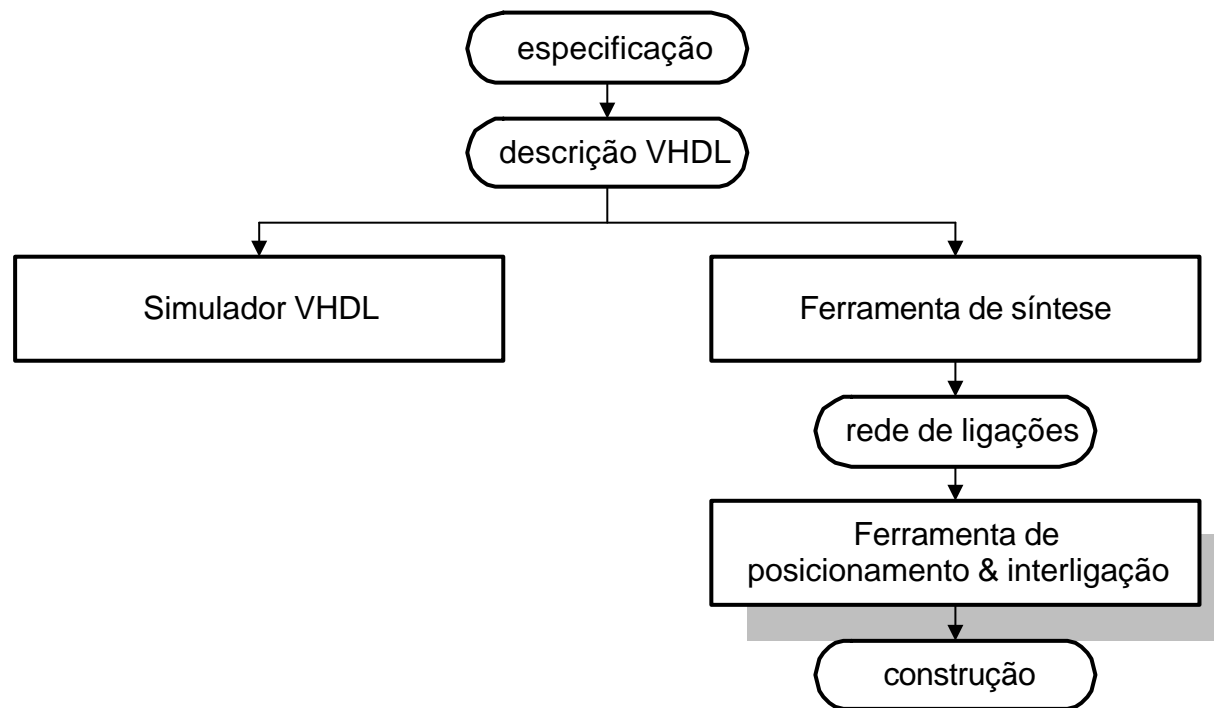 especificação
descrição VHDL
Simulador VHDL
Ferramenta de síntese
rede de ligações
Ferramenta de
posicionamento & interligação
construção